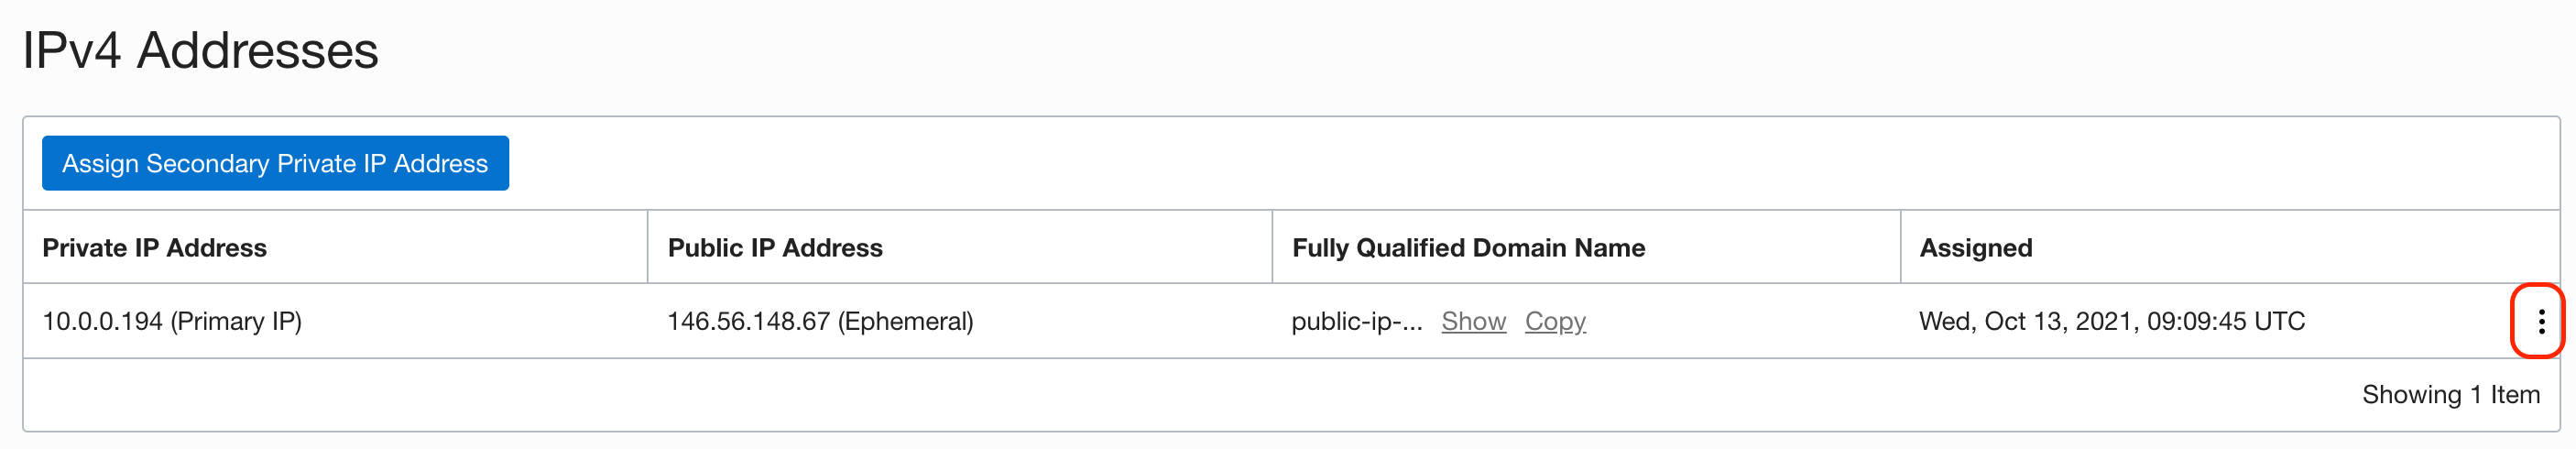 IPv4 Addresses
Assign Secondary Private IP Address
Private IP Address Public IP Address Fully Qualified Domain Name Assigned
10.0.0.194 (Primary IP) 146.56.148.67 (Ephemeral) public-ip-... Show Copy Wed, Oct 13, 2021, 09:09:45 UTC
Showing 1 Item